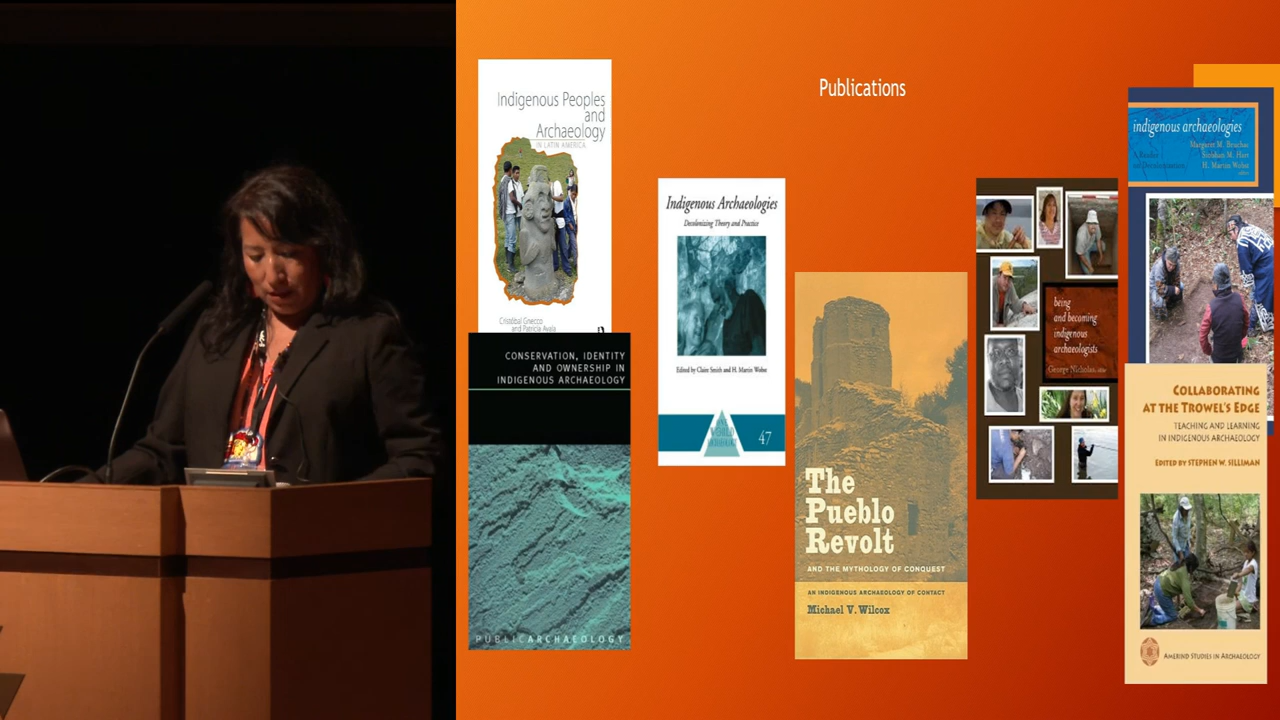 Publications
Indigenous Peoples
and
Archaeology
IN LATIN AMERICA
Cristóbal Gnecco
and Patricia Ayala
CONSERVATION, IDENTITY
AND OWNERSHIP IN
INDIGENOUS ARCHAEOLOGY
PUBLICARCHAEOLOGY
Indigenous Archaeologies
Decolonizing Theory and Practice
Edited by Claire Smith and H. Martin Wobst
47
The
Pueblo
Revolt
AND THE MYTHOLOGY OF CONQUEST
AN INDIGENOUS ARCHAEOLOGY OF CONTACT
Michael V. Wilcox
being
and becoming
indigenous
archaeologists
George Nicholas,
indigenous archaeologies
Margaret M. Bruchac
Siobhan M. Hart
H. Martin Wobst
COLLABORATING
AT THE TROWEL'S EDGE
TEACHING AND LEARNING
IN INDIGENOUS ARCHAEOLOGY
EDITED BY STEPHEN W. SILLIMAN
AMERIND STUDIES IN ARCHAEOLOGY